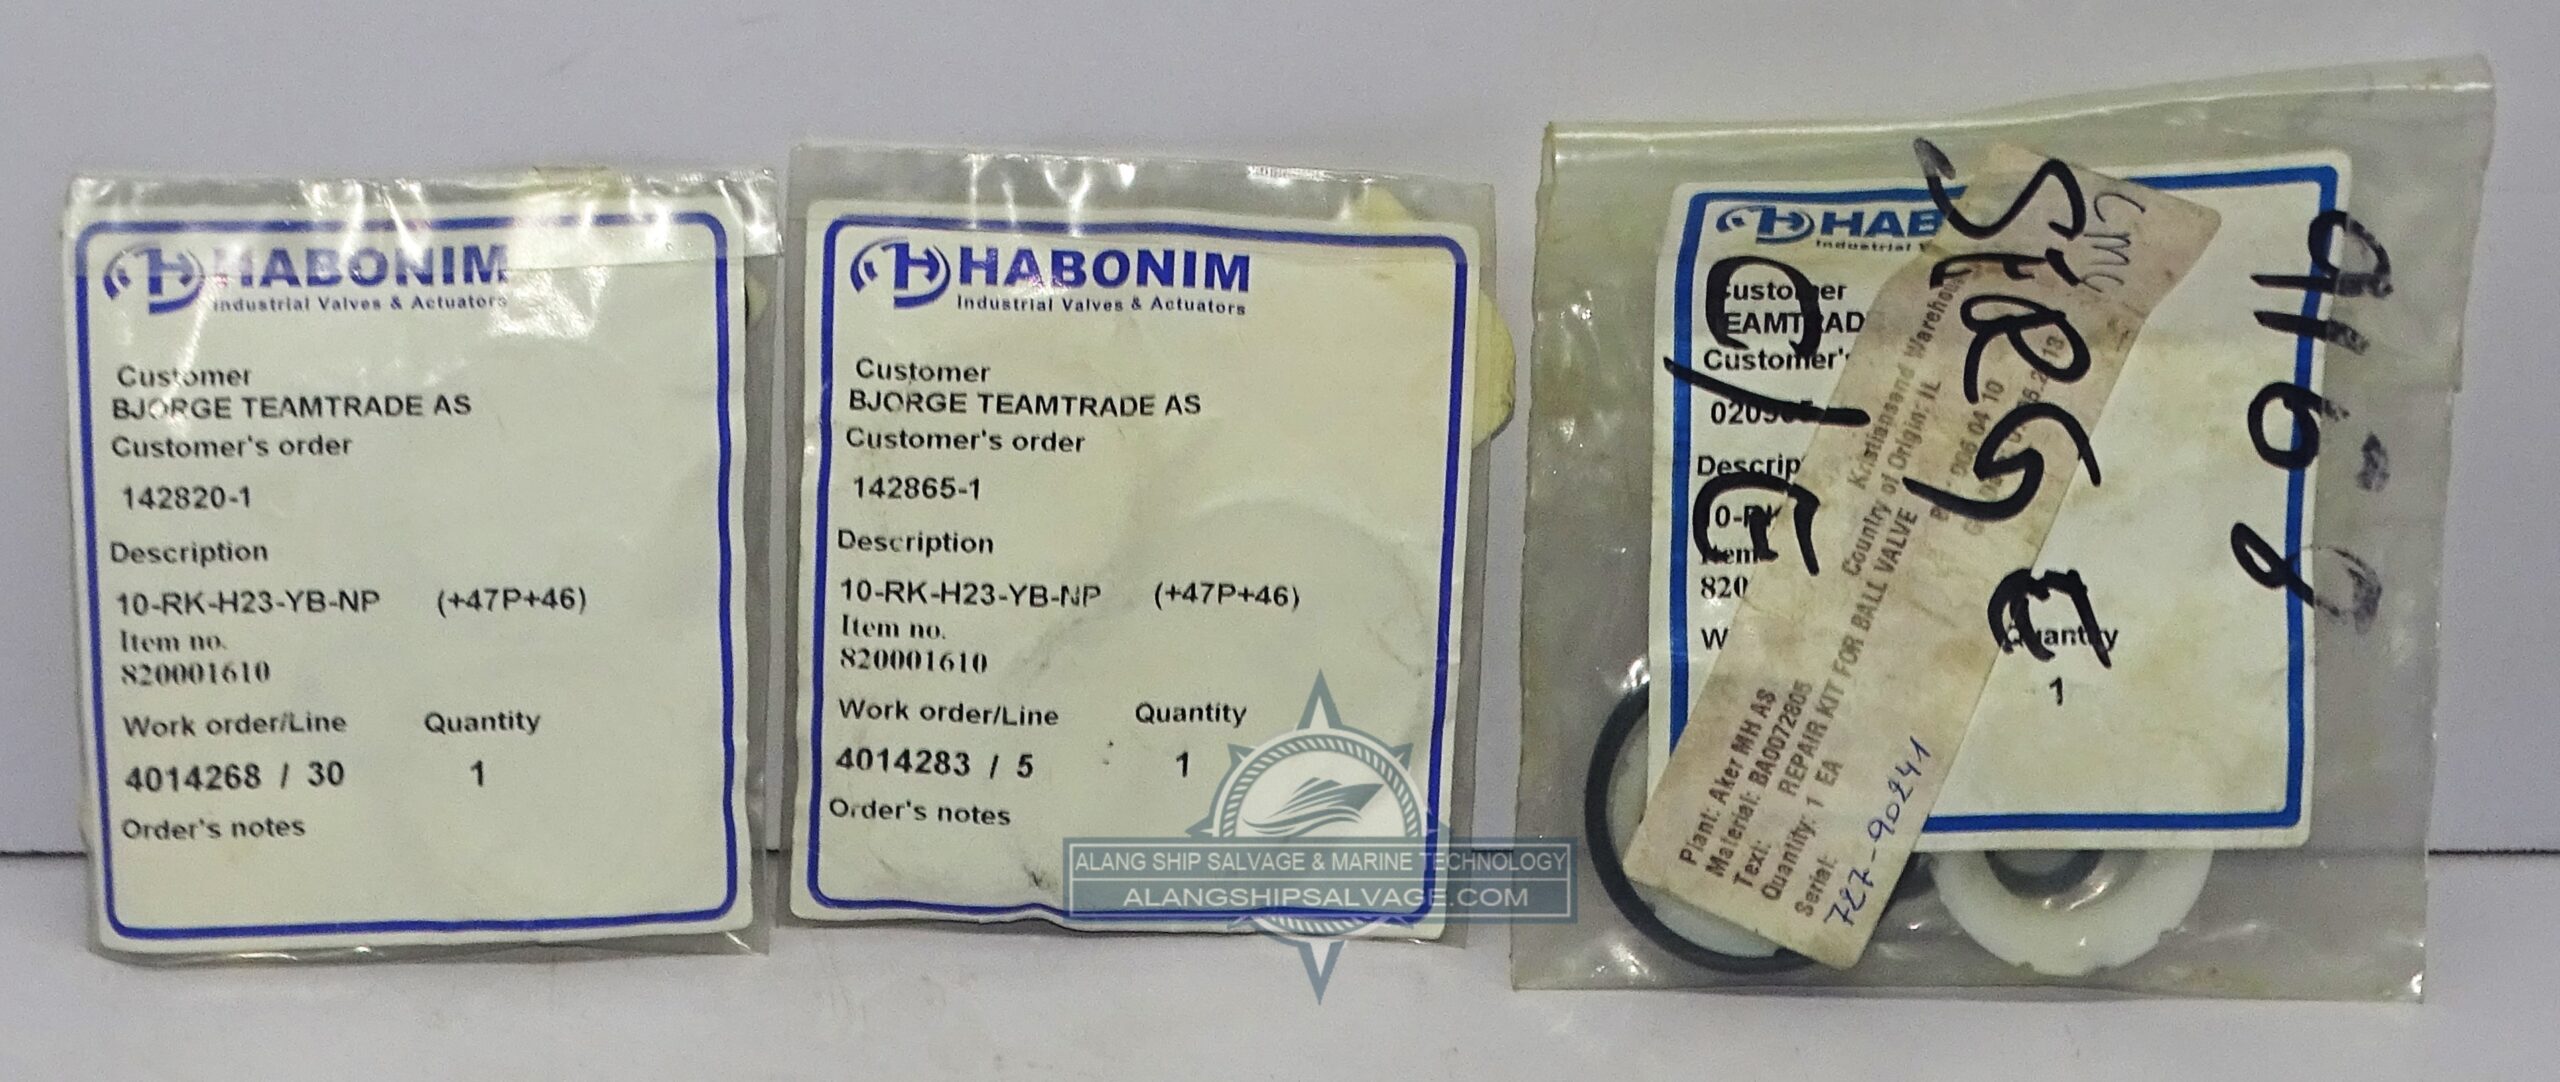 HABONIM
Industrial Valves & Actuators
Customer
BJORGE TEAMTRADE AS
Customer's order
142820-1
Description
10-RK-H23-YB-NP (+47P+46)
Item no.
820001610
Work order/Line Quantity
4014268 / 30 1
Order's notes
HABONIM
Industrial Valves & Actuators
Customer
BJORGE TEAMTRADE AS
Customer's order
142865-1
Description
10-RK-H23-YB-NP (+47P+46)
Item no.
820001610
Work order/Line Quantity
4014283 / 5 1
Order's notes
HAB
Industrial V
Customer
TEAMTRAD
Customer's
Descrip
820
W
Quantity
1
Kristiansand Warehou
Country of Origin: IL
Plant: Aker MH AS
Material: BA0072805
Text: REPAIR KIT FOR BALL VALVE
Quantity: 1 EA
Serial:
727-90241
ALANG SHIP SALVAGE & MARINE TECHNOLOGY
ALANGSHIPSALVAGE.COM